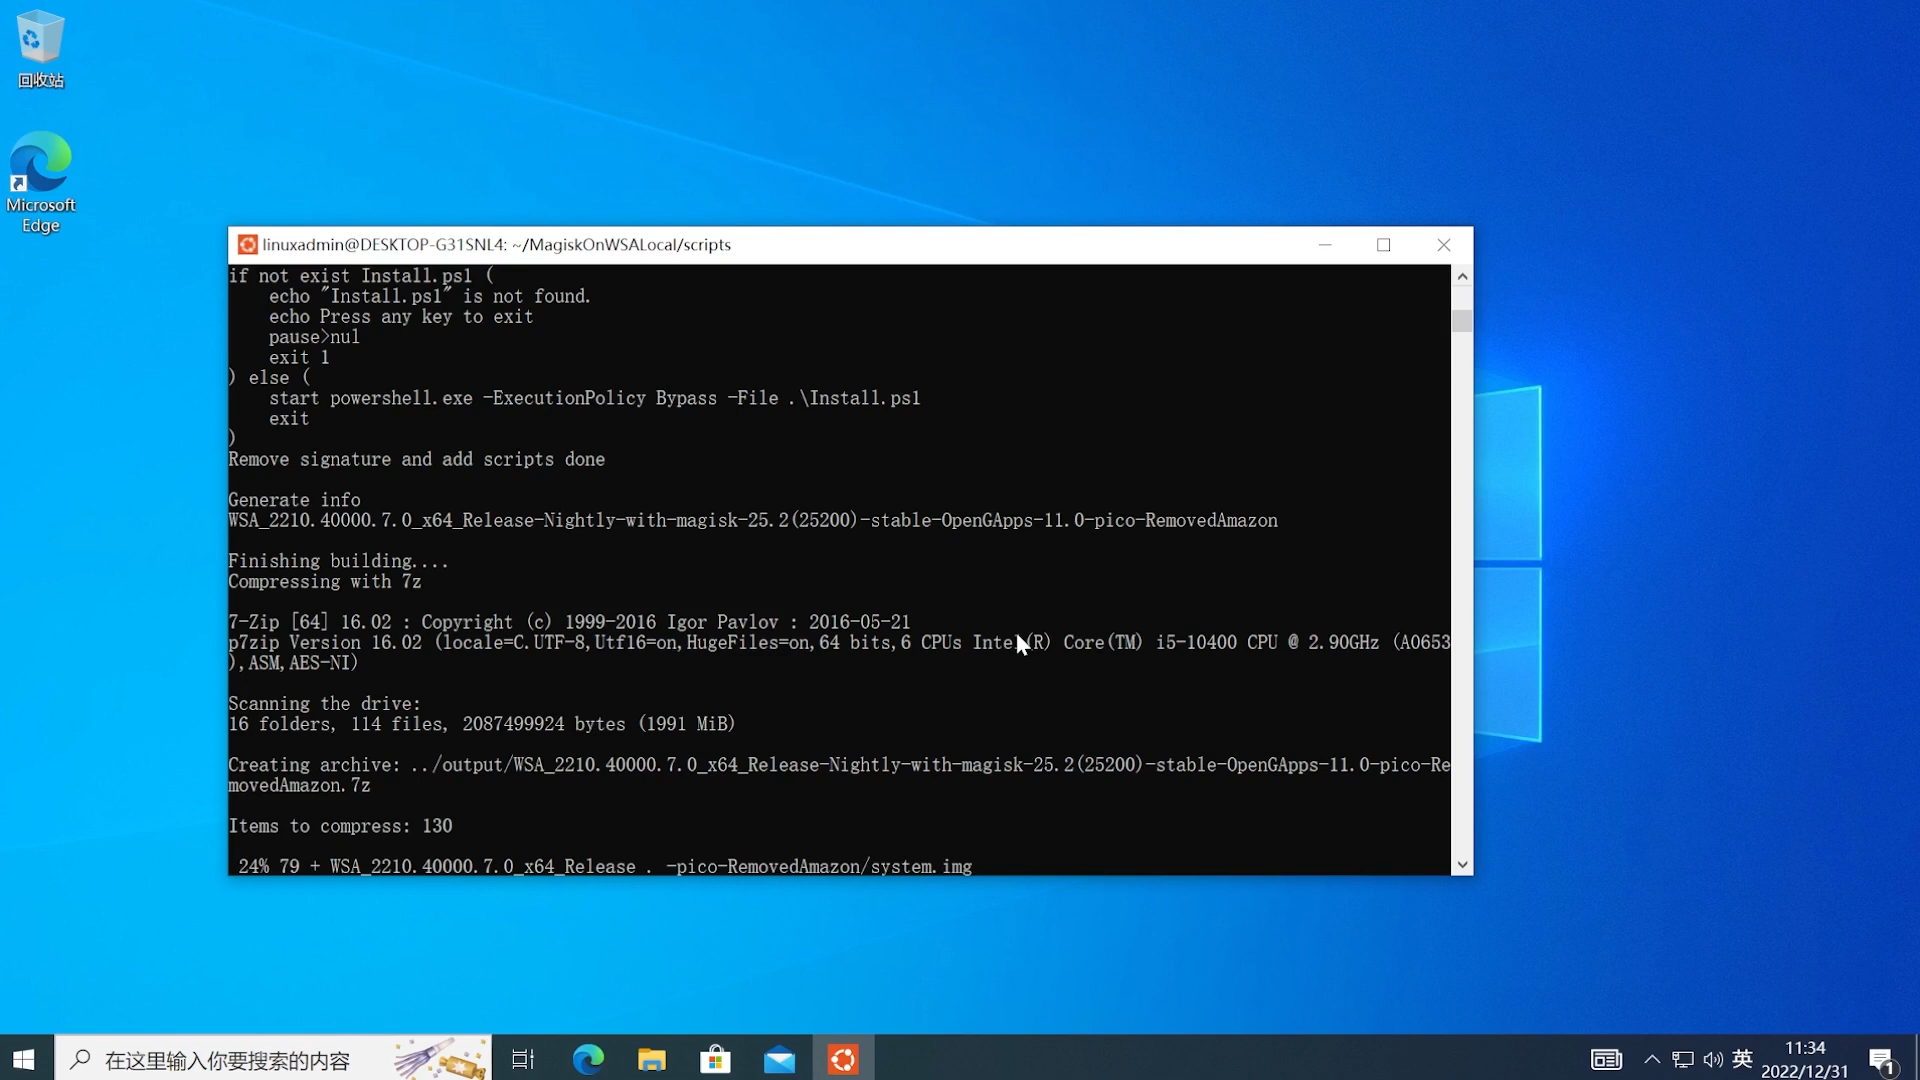 回收站
Microsoft
Edge
linuxadmin@DESKTOP-G31SNL4: ~/MagiskOnWSALocal/scripts
if not exist Install.ps1 (
echo "Install.ps1" is not found.
echo Press any key to exit
pause>nul
exit 1
) else (
start powershell.exe -ExecutionPolicy Bypass -File .\Install.ps1
exit
)
Remove signature and add scripts done
Generate info
WSA_2210.40000.7.0_x64_Release-Nightly-with-magisk-25.2(25200)-stable-OpenGApps-11.0-pico-RemovedAmazon
Finishing building....
Compressing with 7z
7-Zip [64] 16.02 : Copyright (c) 1999-2016 Igor Pavlov : 2016-05-21
p7zip Version 16.02 (locale=C.UTF-8,Utf16=on,HugeFiles=on,64 bits,6 CPUs Intel(R) Core(TM) i5-10400 CPU @ 2.90GHz (A0653
),ASM,AES-NI)
Scanning the drive:
16 folders, 114 files, 2087499924 bytes (1991 MiB)
Creating archive: ../output/WSA_2210.40000.7.0_x64_Release-Nightly-with-magisk-25.2(25200)-stable-OpenGApps-11.0-pico-Re
movedAmazon.7z
Items to compress: 130
24% 79 + WSA_2210.40000.7.0_x64_Release . -pico-RemovedAmazon/system.img
在这里输入你要搜索的内容
英
11:34
2022/12/31
1